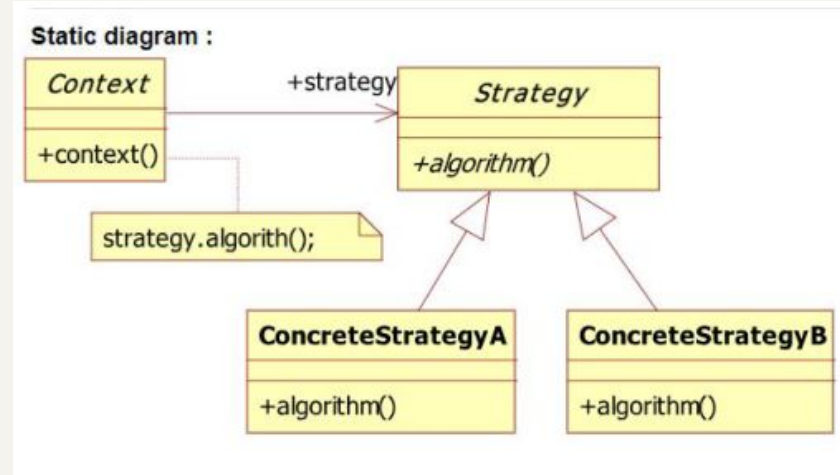 Static diagram :
Context
+strategy
Strategy
+context()
+algorithm()
strategy.algorith();
ConcreteStrategyA
ConcreteStrategyB
+algorithm()
+algorithm()